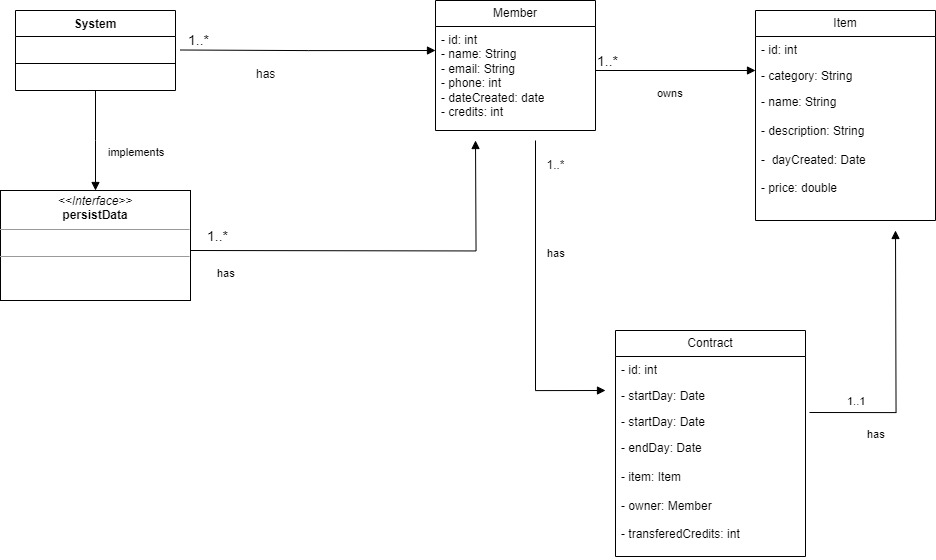 System
1..*
has
implements
<<Interface>>
persistData
1..*
has
Member
- id: int
- name: String
- email: String
- phone: int
- dateCreated: date
- credits: int
1..*
owns
1..*
has
Item
- id: int
- category: String
- name: String
- description: String
- dayCreated: Date
- price: double
Contract
- id: int
- startDay: Date
- startDay: Date
- endDay: Date
- item: Item
- owner: Member
- transferedCredits: int
1..1
has